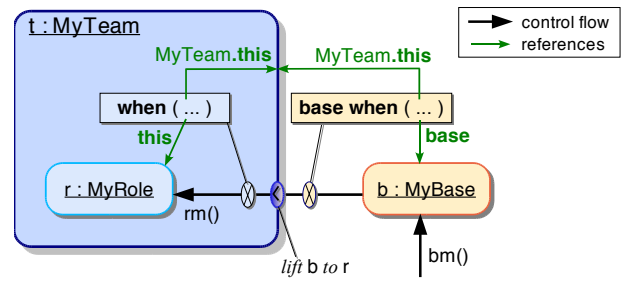 t : MyTeam
control flow
references
MyTeam.this
MyTeam.this
when ( ... )
base when ( ... )
this
base
r : MyRole
b : MyBase
rm()
bm()
lift b to r